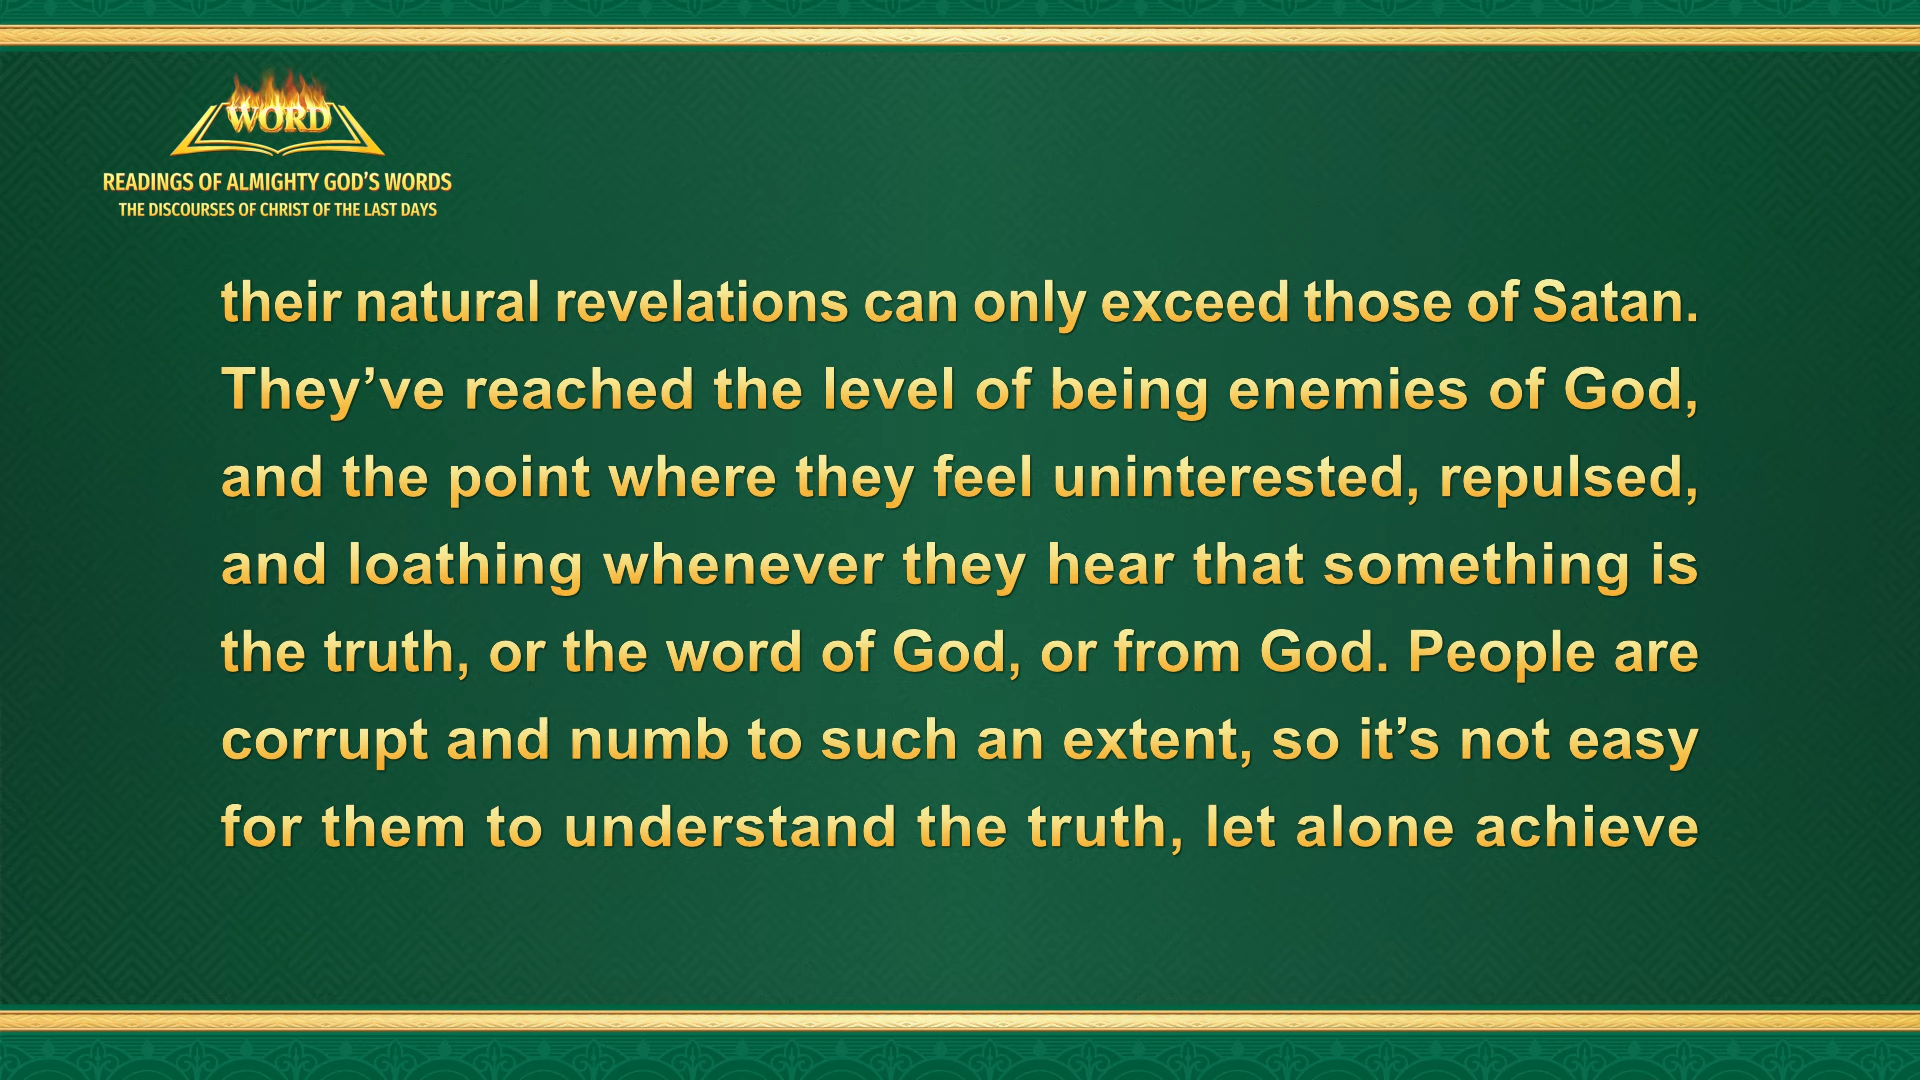 WORD
READINGS OF ALMIGHTY GOD'S WORDS
THE DISCOURSES OF CHRIST OF THE LAST DAYS
their natural revelations can only exceed those of Satan.
They’ve reached the level of being enemies of God,
and the point where they feel uninterested, repulsed,
and loathing whenever they hear that something is
the truth, or the word of God, or from God. People are
corrupt and numb to such an extent, so it’s not easy
for them to understand the truth, let alone achieve